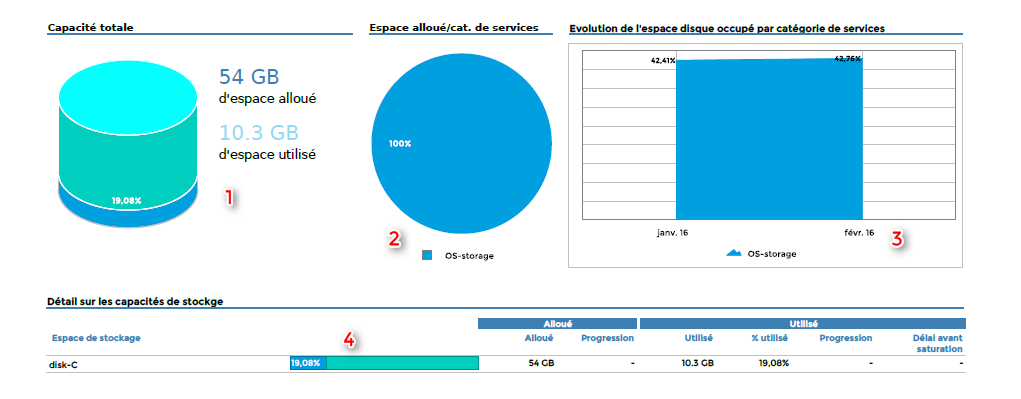 Capacité totale
54 GB
d'espace alloué
10.3 GB
d'espace utilisé
19,08%
1
Espace alloué/cat. de services
100%
2
OS-storage
Evolution de l'espace disque occupé par catégorie de services
42,41%
42,76%
janv. 16
févr. 16
3
OS-storage
Détail sur les capacités de stockge
Alloué Utilisé
Espace de stockage 4 Alloué Progression Utilisé % utilisé Progression Délai avant
saturation
disk-C 19,08% 54 GB - 10.3 GB 19,08% - -